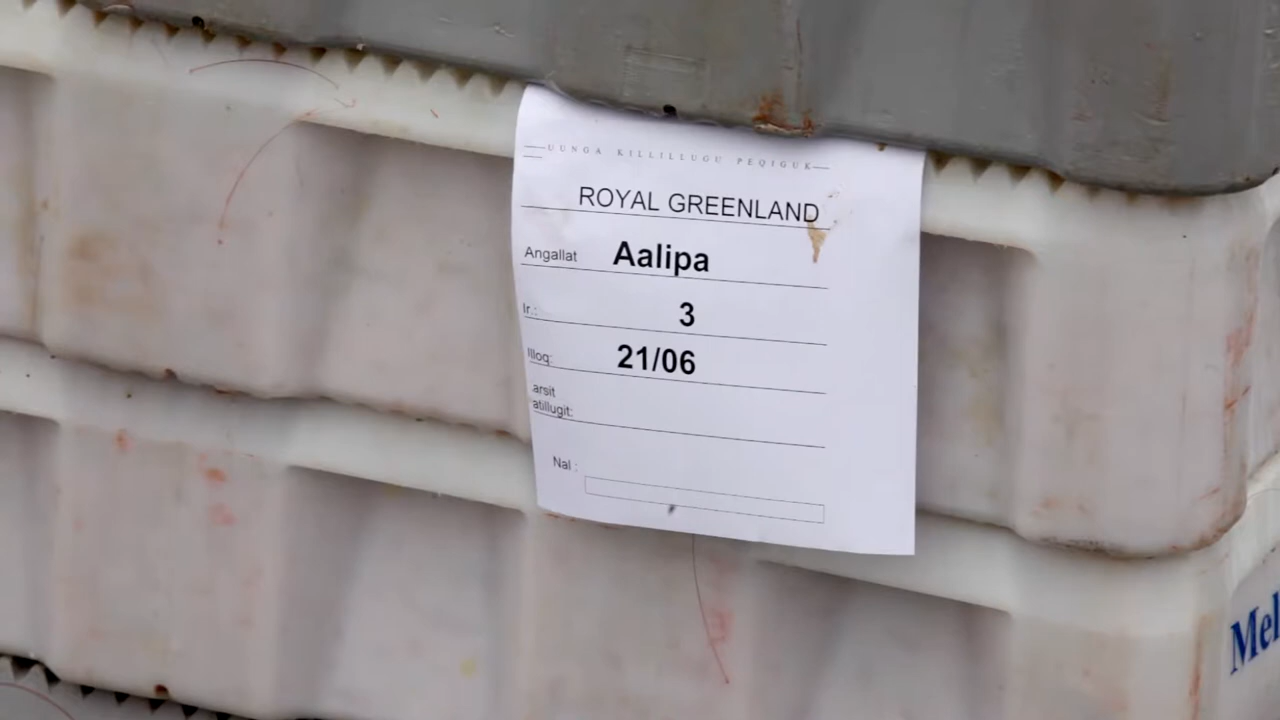 UUNGA KILLILLUGU PEQIGUK
ROYAL GREENLAND
Angallat Aalipa
Ir.: 3
Illoq: 21/06
arsit
atillugit:
Nal :
Mel